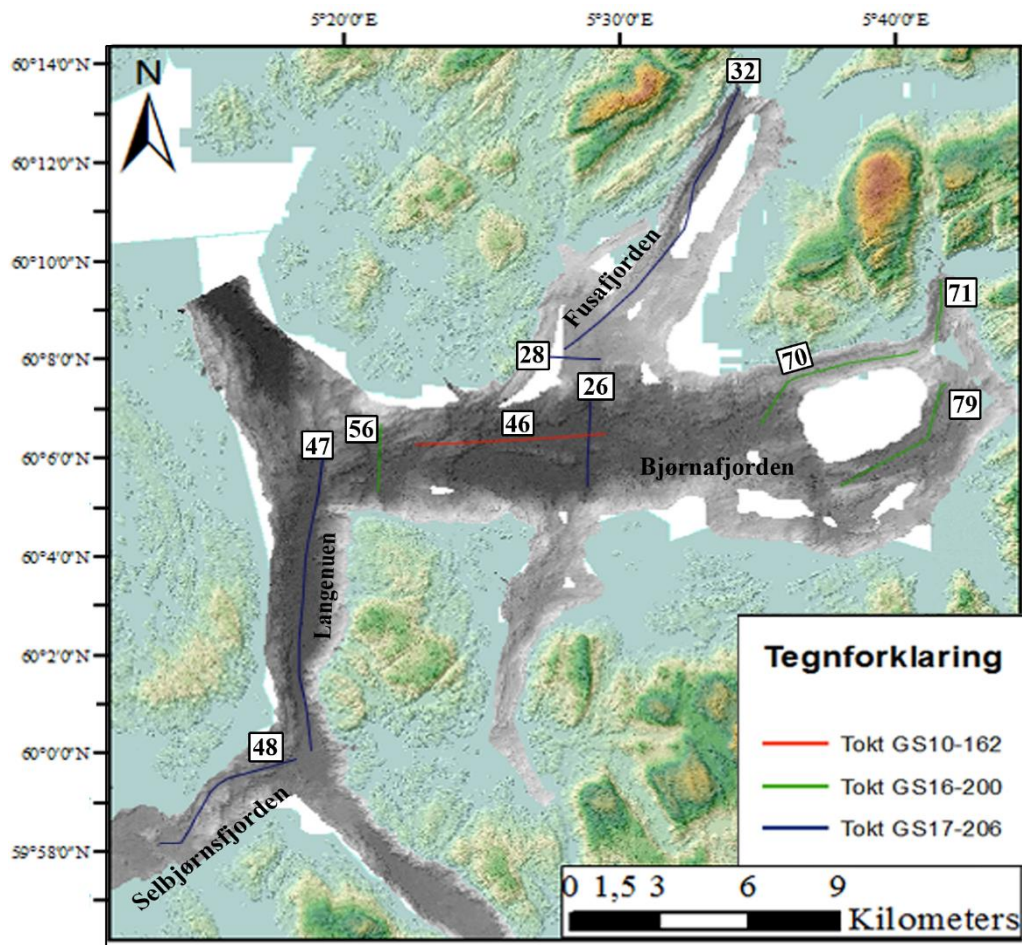 5°20'0"E 5°30'0"E 5°40'0"E
60°14'0"N
60°12'0"N
60°10'0"N
60°8'0"N
60°6'0"N
60°4'0"N
60°2'0"N
60°0'0"N
59°58'0"N
N
32
Fusafjorden
71
28
70
26
79
56
46
47
Bjørnafjorden
Langenuen
48
Selbjørnsfjorden
Tegnforklaring
Tokt GS10-162
Tokt GS16-200
Tokt GS17-206
0 1,5 3 6 9
Kilometers